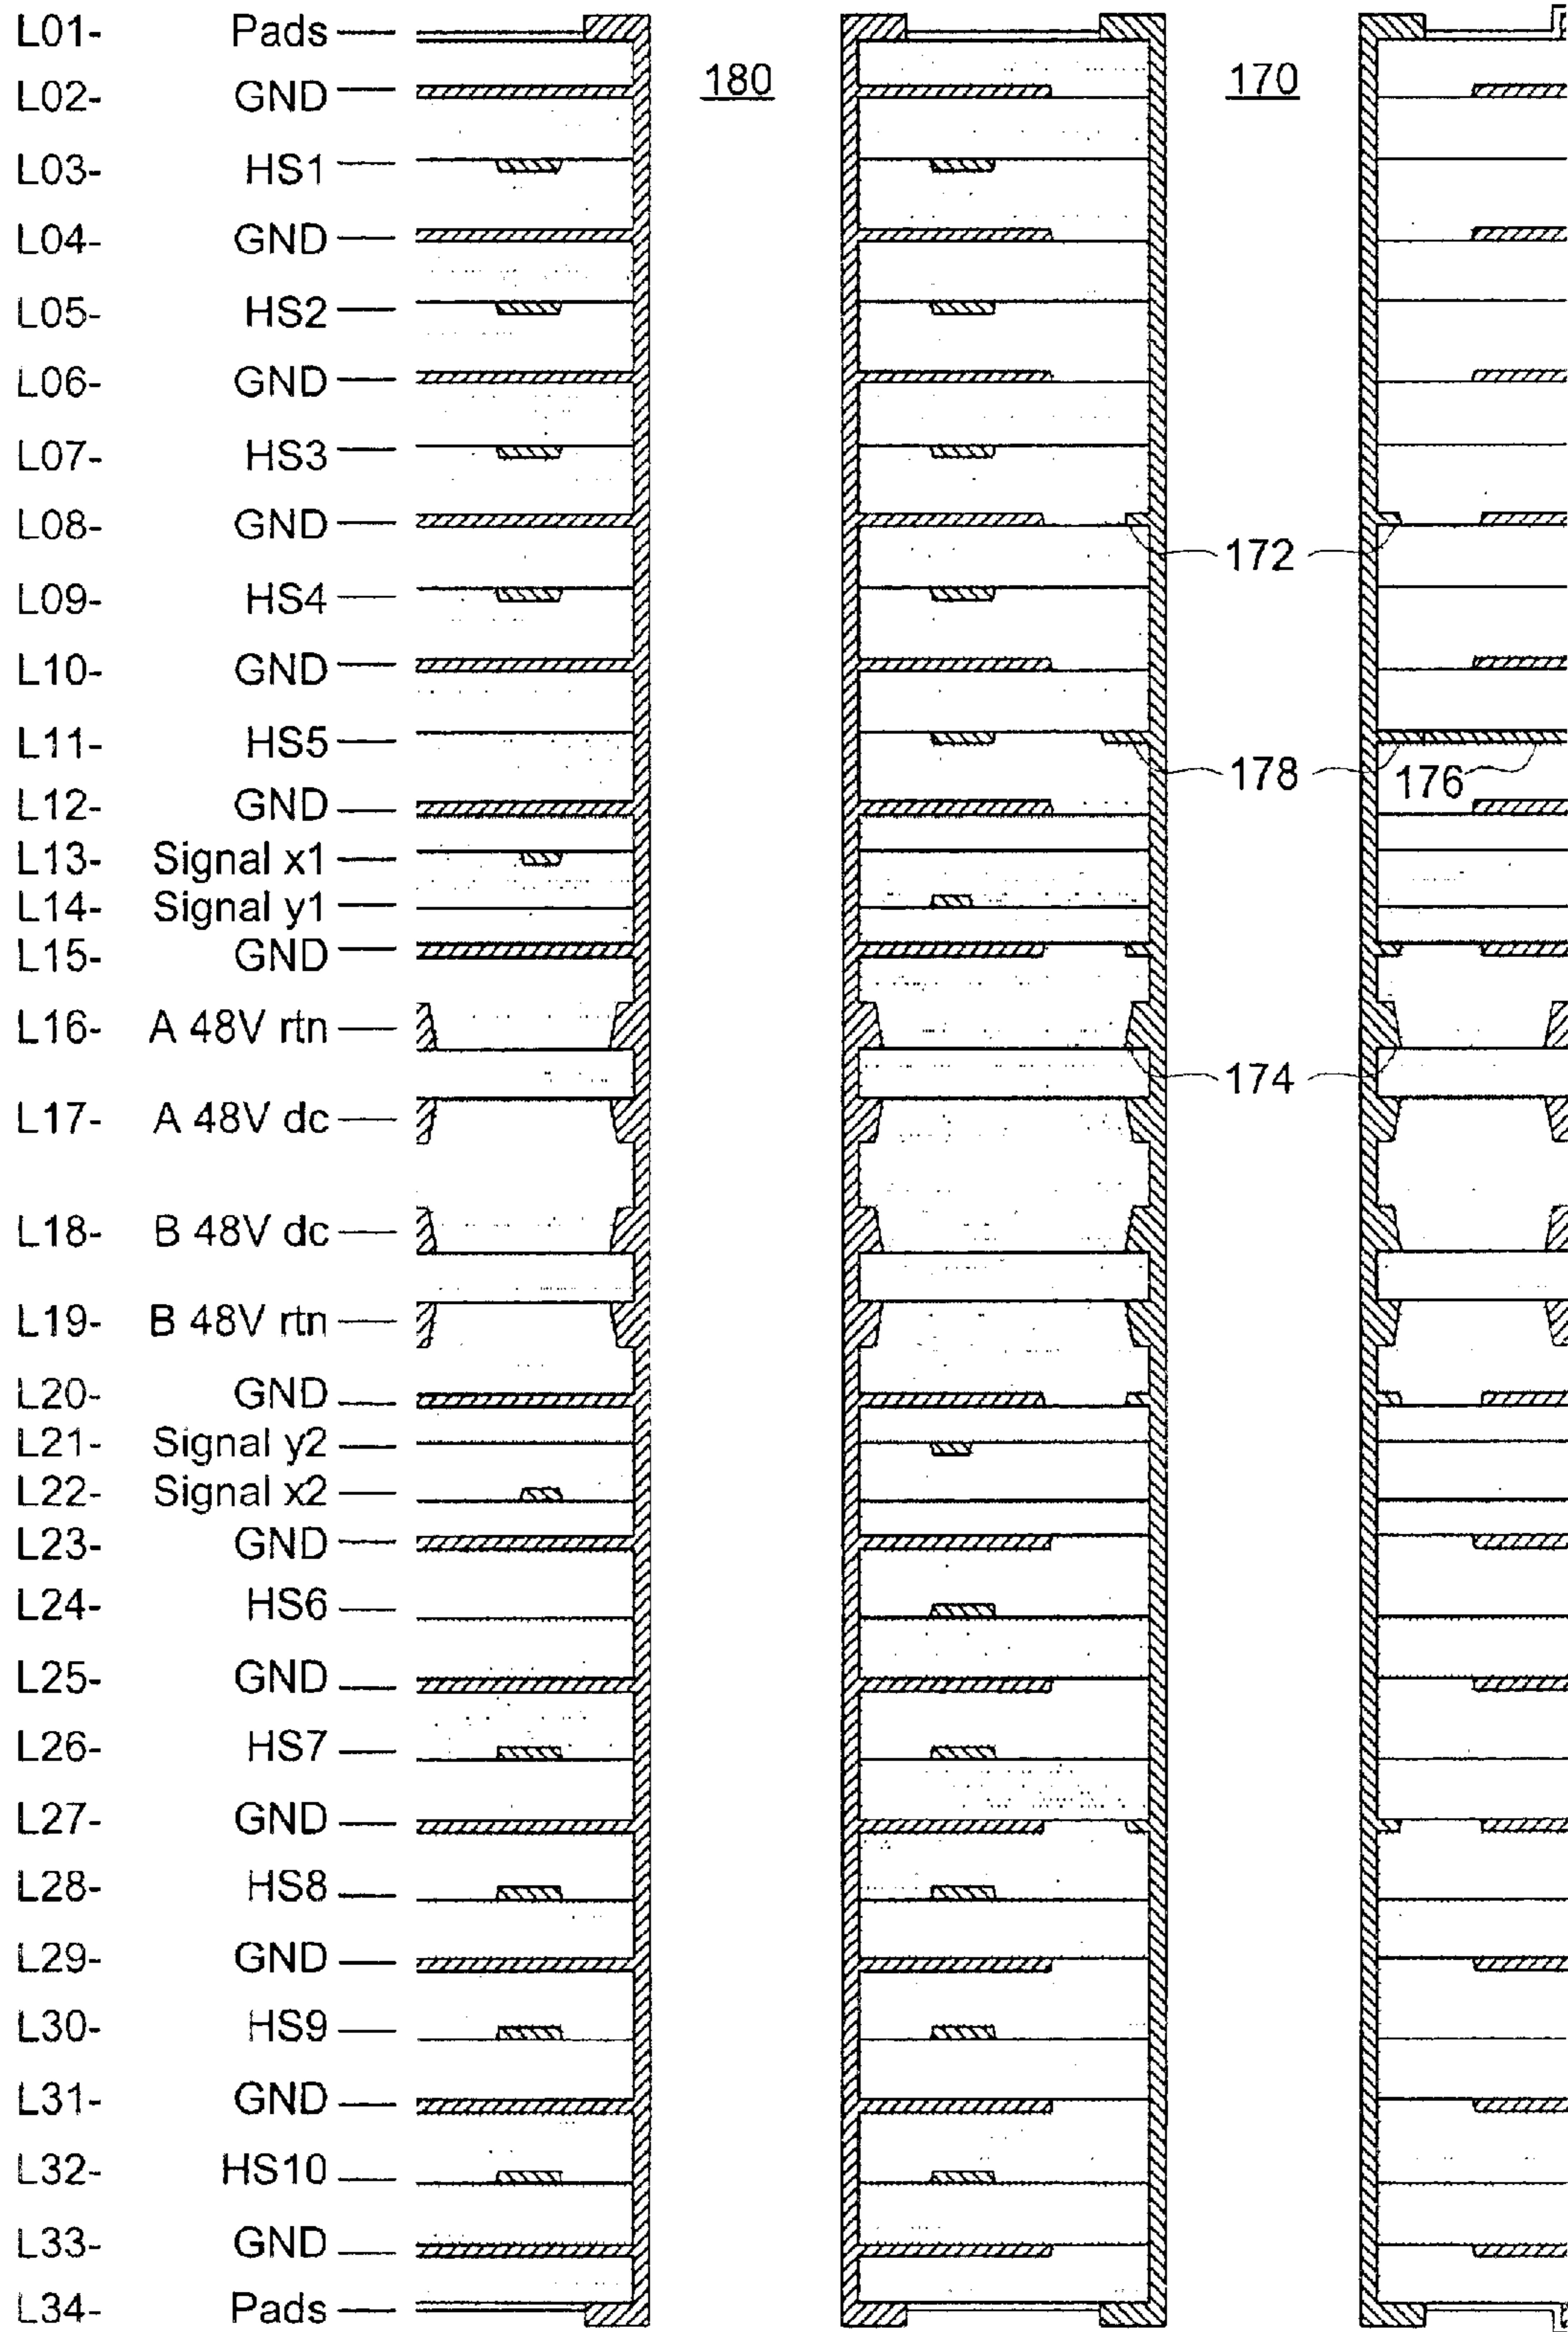 L01- Pads
180
170
L02- GND
L03- HS1
L04- GND
L05- HS2
L06- GND
L07- HS3
L08- GND
172
L09- HS4
L10- GND
L11- HS5
178
176
L12- GND
L13- Signal x1
L14- Signal y1
L15- GND
L16- A 48V rtn
174
L17- A 48V dc
L18- B 48V dc
L19- B 48V rtn
L20- GND
L21- Signal y2
L22- Signal x2
L23- GND
L24- HS6
L25- GND
L26- HS7
L27- GND
L28- HS8
L29- GND
L30- HS9
L31- GND
L32- HS10
L33- GND
L34- Pads